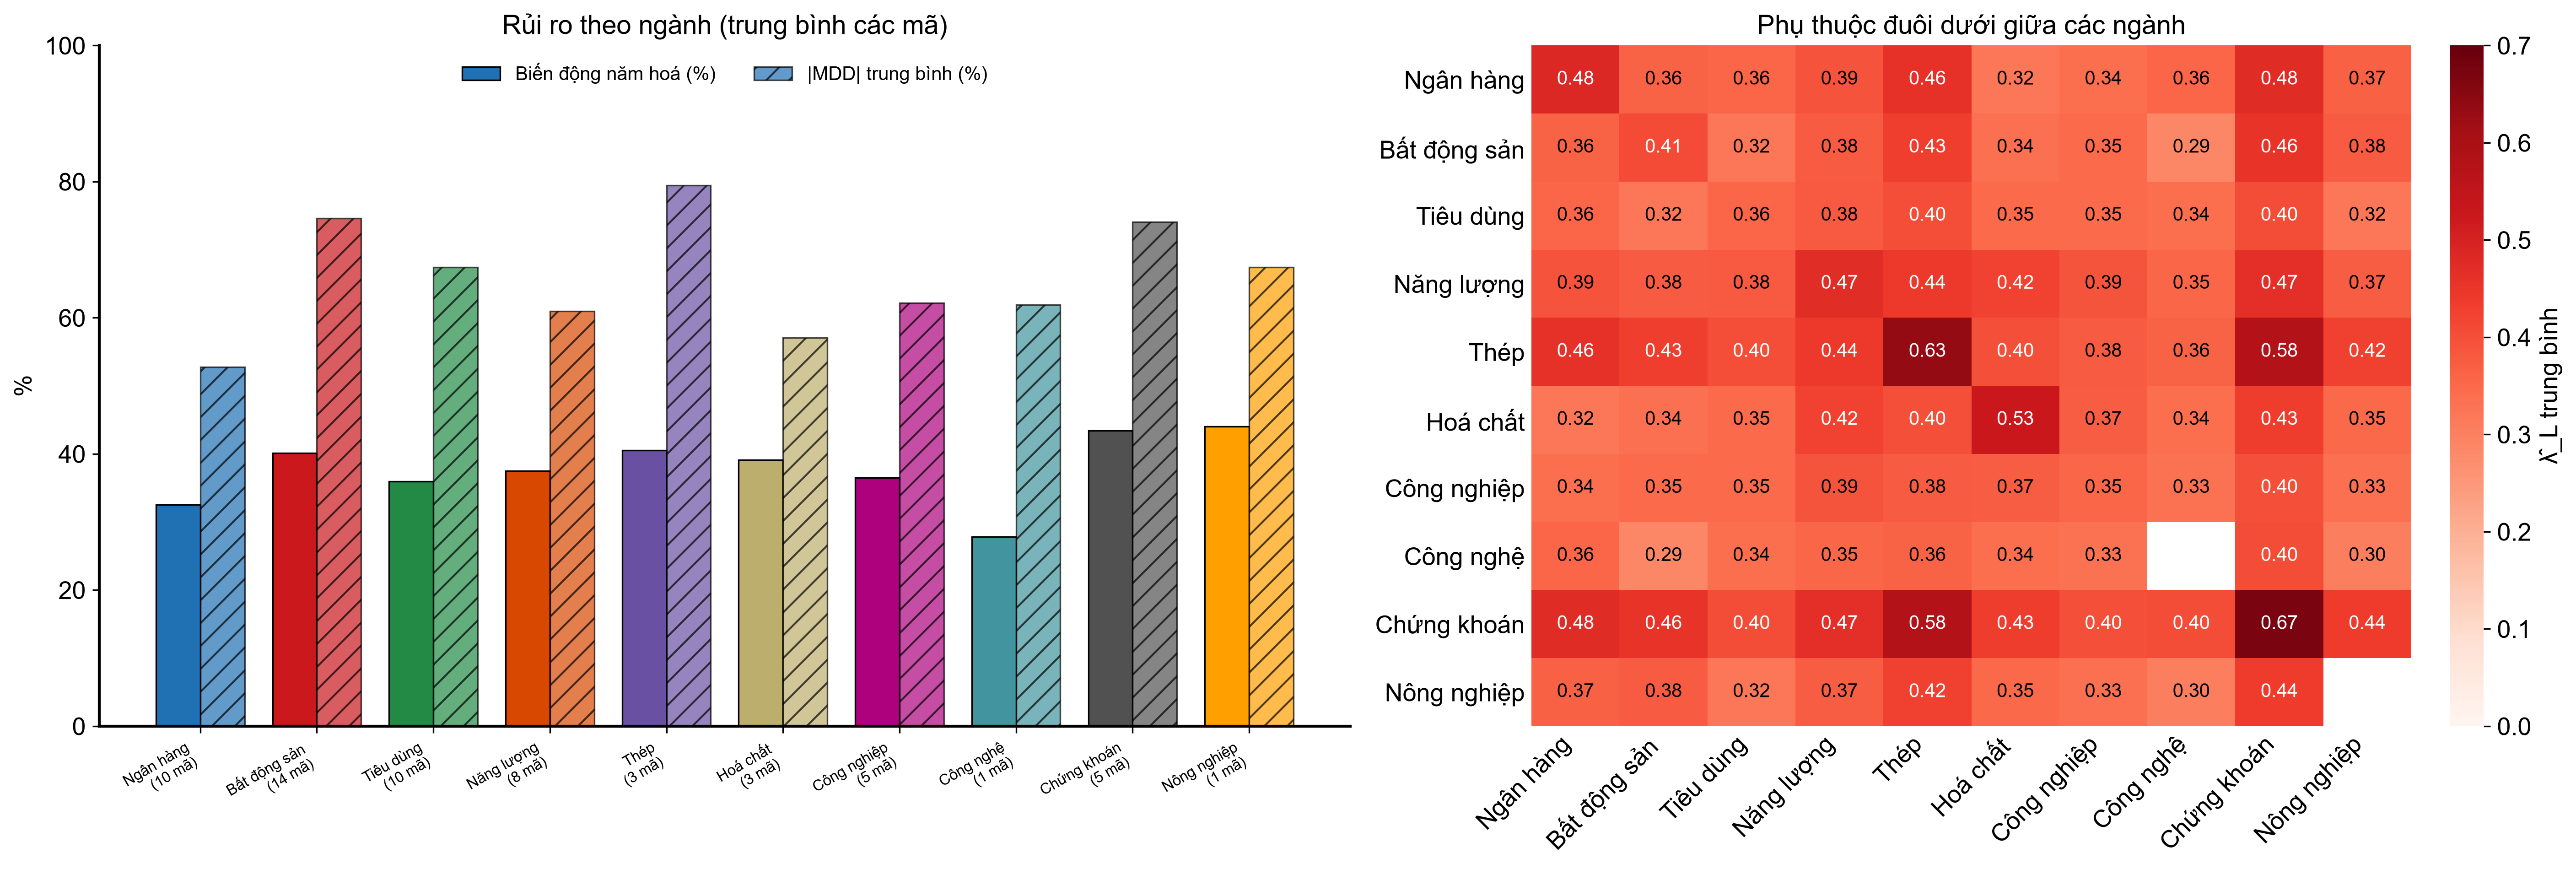 Rủi ro theo ngành (trung bình các mã)
Biến động năm hoá (%)
|MDD| trung bình (%)
100
80
60
40
20
0
%
Ngân hàng
(10 mã)
Bất động sản
(14 mã)
Tiêu dùng
(10 mã)
Năng lượng
(8 mã)
Thép
(3 mã)
Hoá chất
(3 mã)
Công nghiệp
(5 mã)
Công nghệ
(1 mã)
Chứng khoán
(5 mã)
Nông nghiệp
(1 mã)
Phụ thuộc đuôi dưới giữa các ngành
Ngân hàng 0.48 0.36 0.36 0.39 0.46 0.32 0.34 0.36 0.48 0.37
Bất động sản 0.36 0.41 0.32 0.38 0.43 0.34 0.35 0.29 0.46 0.38
Tiêu dùng 0.36 0.32 0.36 0.38 0.40 0.35 0.35 0.34 0.40 0.32
Năng lượng 0.39 0.38 0.38 0.47 0.44 0.42 0.39 0.35 0.47 0.37
Thép 0.46 0.43 0.40 0.44 0.63 0.40 0.38 0.36 0.58 0.42
Hoá chất 0.32 0.34 0.35 0.42 0.40 0.53 0.37 0.34 0.43 0.35
Công nghiệp 0.34 0.35 0.35 0.39 0.38 0.37 0.35 0.33 0.40 0.33
Công nghệ 0.36 0.29 0.34 0.35 0.36 0.34 0.33 0.40 0.30
Chứng khoán 0.48 0.46 0.40 0.47 0.58 0.43 0.40 0.40 0.67 0.44
Nông nghiệp 0.37 0.38 0.32 0.37 0.42 0.35 0.33 0.30 0.44
Ngân hàng
Bất động sản
Tiêu dùng
Năng lượng
Thép
Hoá chất
Công nghiệp
Công nghệ
Chứng khoán
Nông nghiệp
0.7
0.6
0.5
0.4
0.3
0.2
0.1
0.0
λ̂_L trung bình